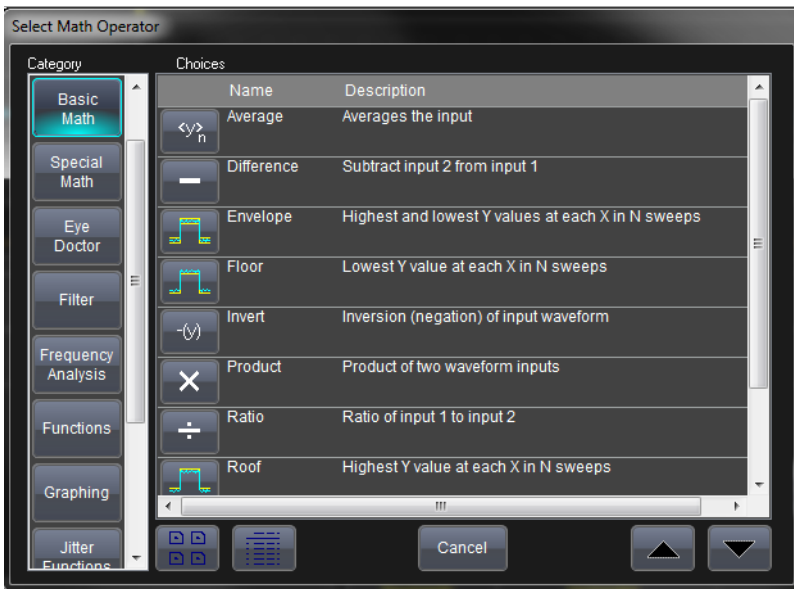 Select Math Operator
Category
Choices
Basic
Math
Special
Math
Eye
Doctor
Filter
Frequency
Analysis
Functions
Graphing
Jitter
Functions
Name Description
<y>n Average Averages the input
Difference Subtract input 2 from input 1
Envelope Highest and lowest Y values at each X in N sweeps
Floor Lowest Y value at each X in N sweeps
-(y) Invert Inversion (negation) of input waveform
Product Product of two waveform inputs
Ratio Ratio of input 1 to input 2
Roof Highest Y value at each X in N sweeps
Cancel